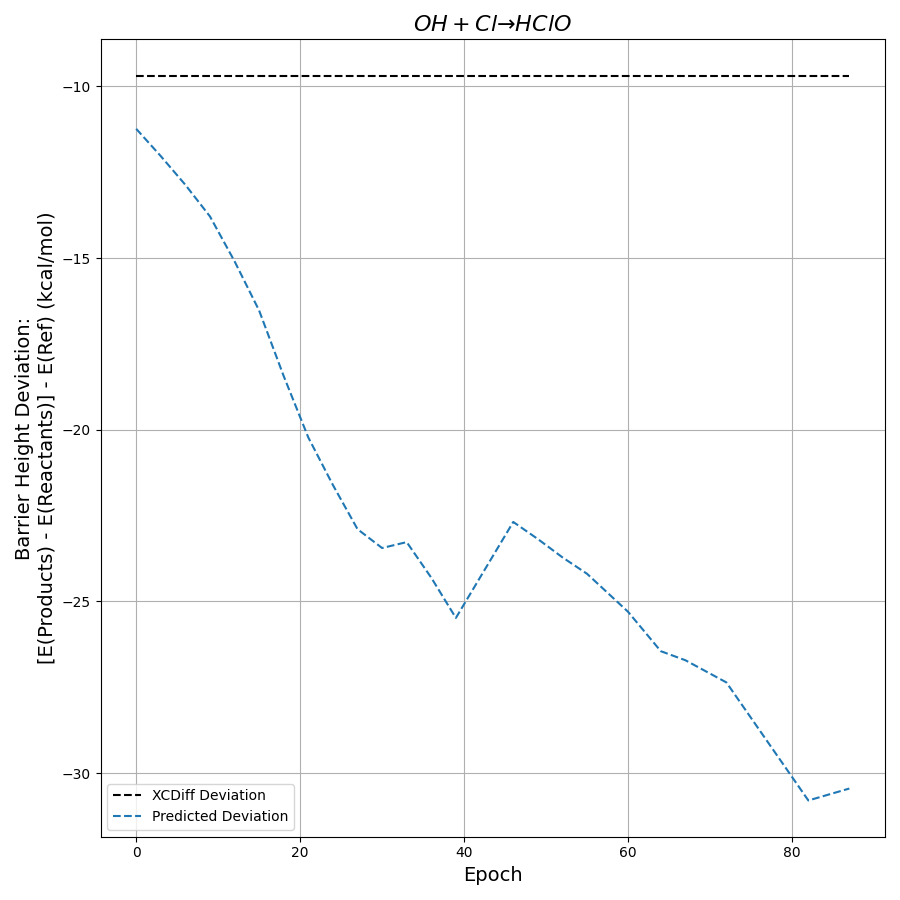 OH + Cl→HClO
Barrier Height Deviation:
[E(Products) - E(Reactants)] - E(Ref) (kcal/mol)
−10
−15
−20
−25
−30
XCDiff Deviation
Predicted Deviation
0 20 40 60 80
Epoch